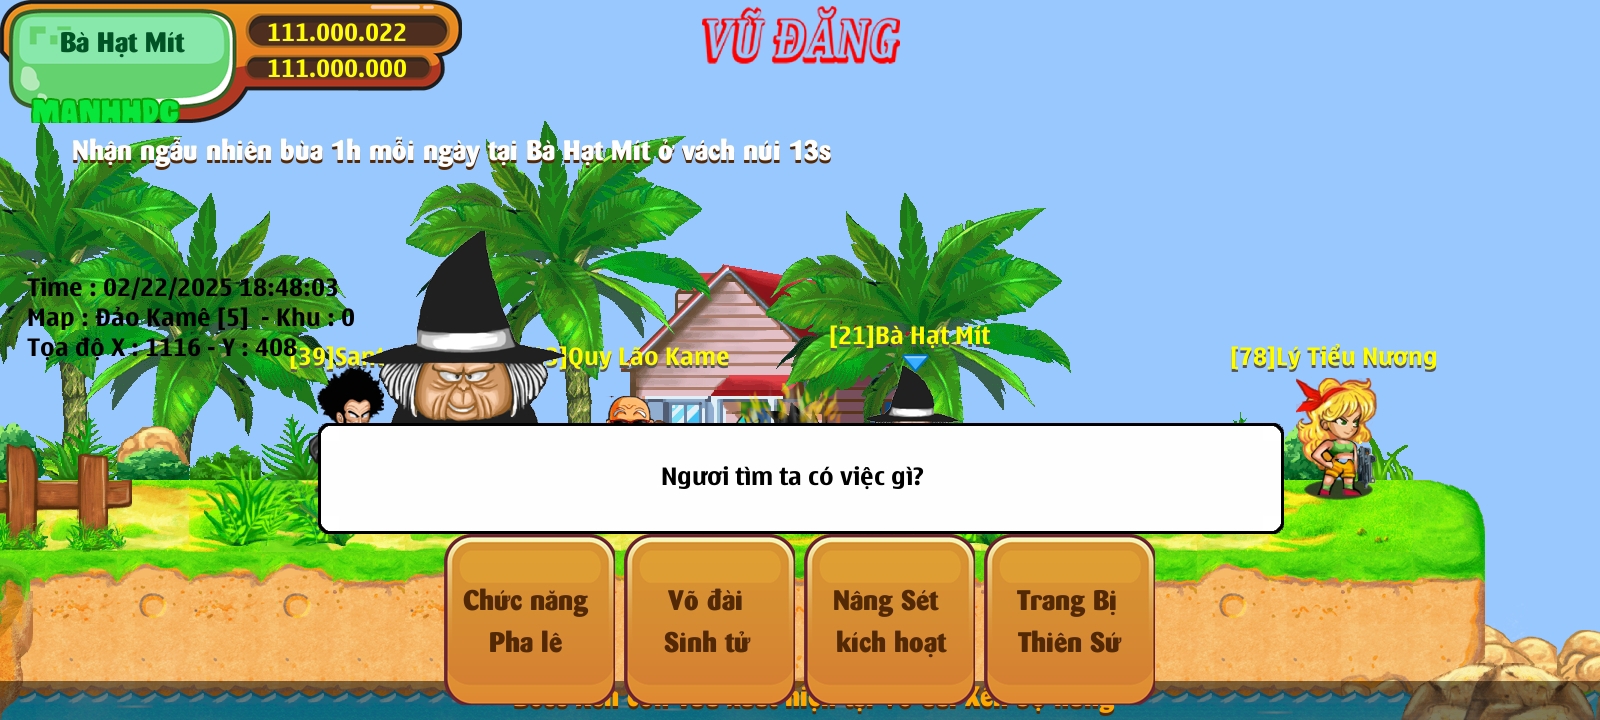 Bà Hạt Mít
111.000.022
111.000.000
MANHHDC
VŨ ĐĂNG
Nhận ngẫu nhiên bùa 1h mỗi ngày tại Bà Hạt Mít ở vách núi 13s
Time : 02/22/2025 18:48:03
Map : Đảo Kamê [5] - Khu : 0
Tọa độ X : 1116 - Y : 408
[21]Bà Hạt Mít
]Quy Lão Kame
[78]Lý Tiểu Nương
Ngươi tìm ta có việc gì?
Chức năng
Pha lê
Võ đài
Sinh tử
Nâng Sét
kích hoạt
Trang Bị
Thiên Sứ